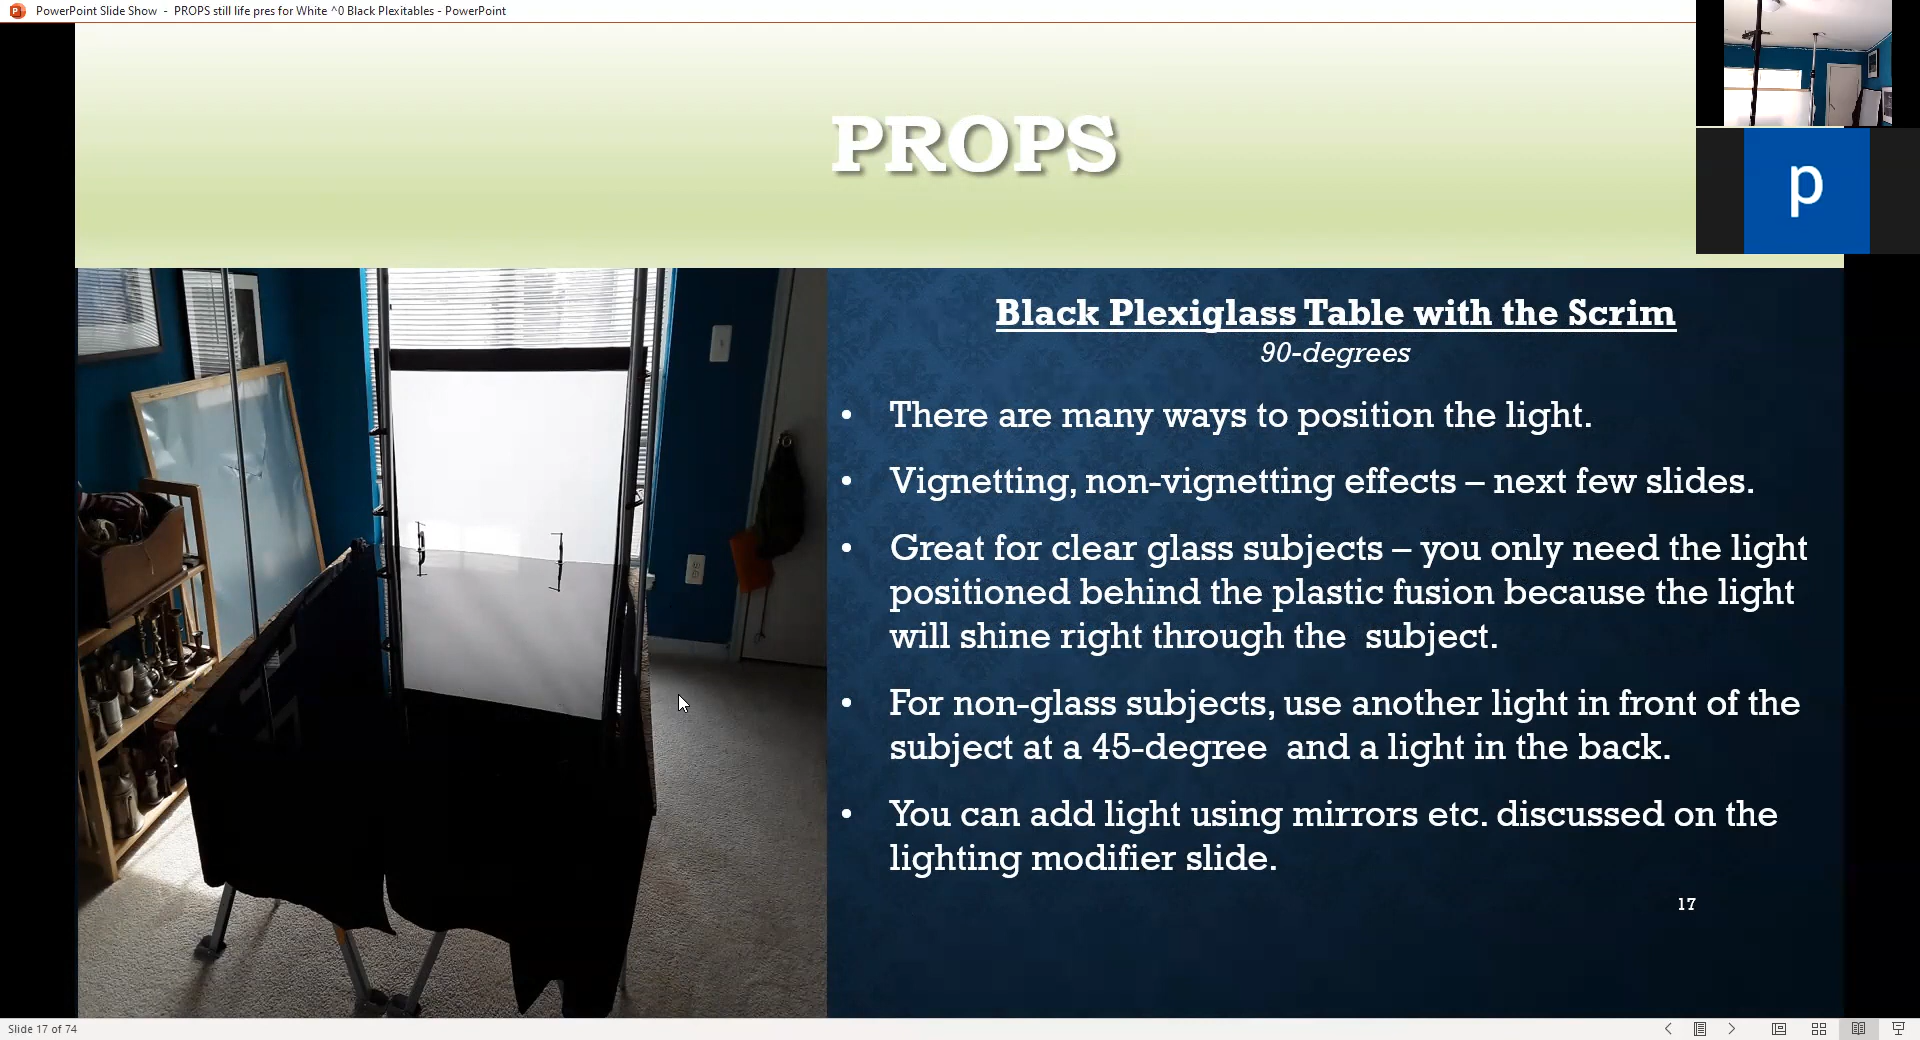 PowerPoint Slide Show - PROPS still life pres for White ^0 Black Plexitables - PowerPoint
PROPS
p
Black Plexiglass Table with the Scrim
90-degrees
• There are many ways to position the light.
• Vignetting, non-vignetting effects – next few slides.
• Great for clear glass subjects – you only need the light
positioned behind the plastic fusion because the light
will shine right through the  subject.
• For non-glass subjects, use another light in front of the
subject at a 45-degree  and a light in the back.
• You can add light using mirrors etc. discussed on the
lighting modifier slide.
17
Slide 17 of 74